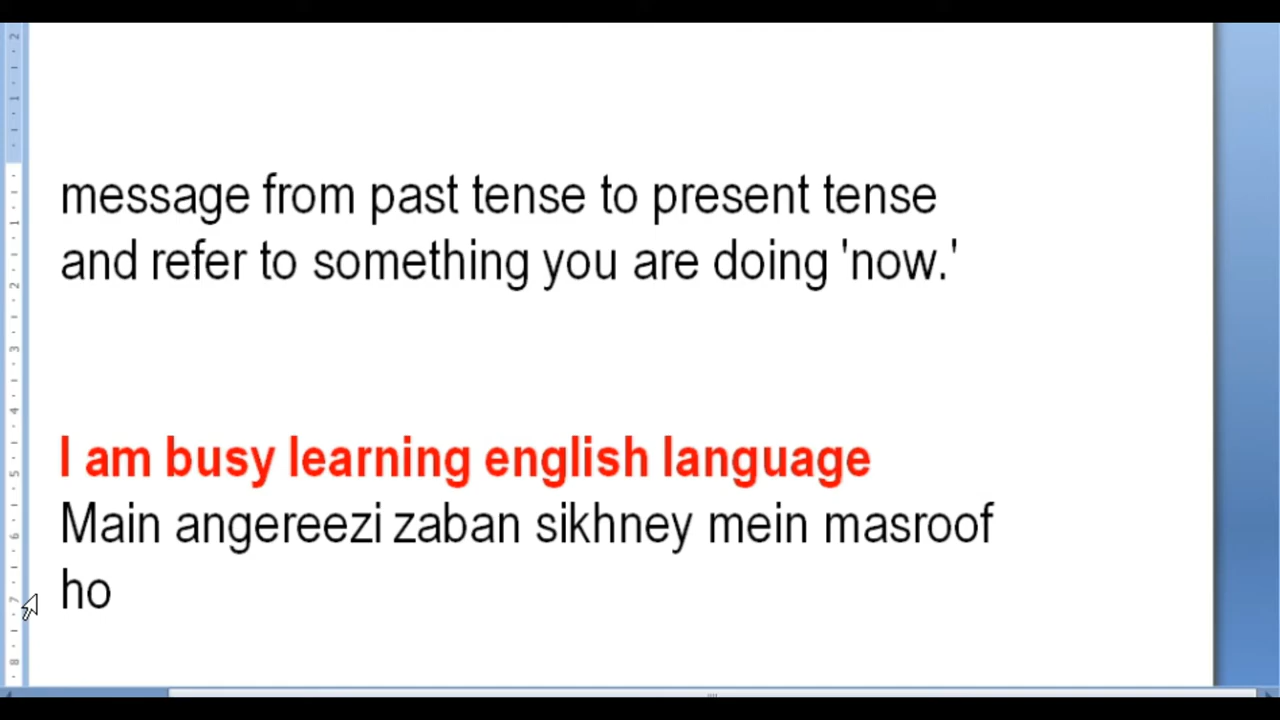 message from past tense to present tense
and refer to something you are doing 'now.'
I am busy learning english language
Main angereezi zaban sikhney mein masroof
ho